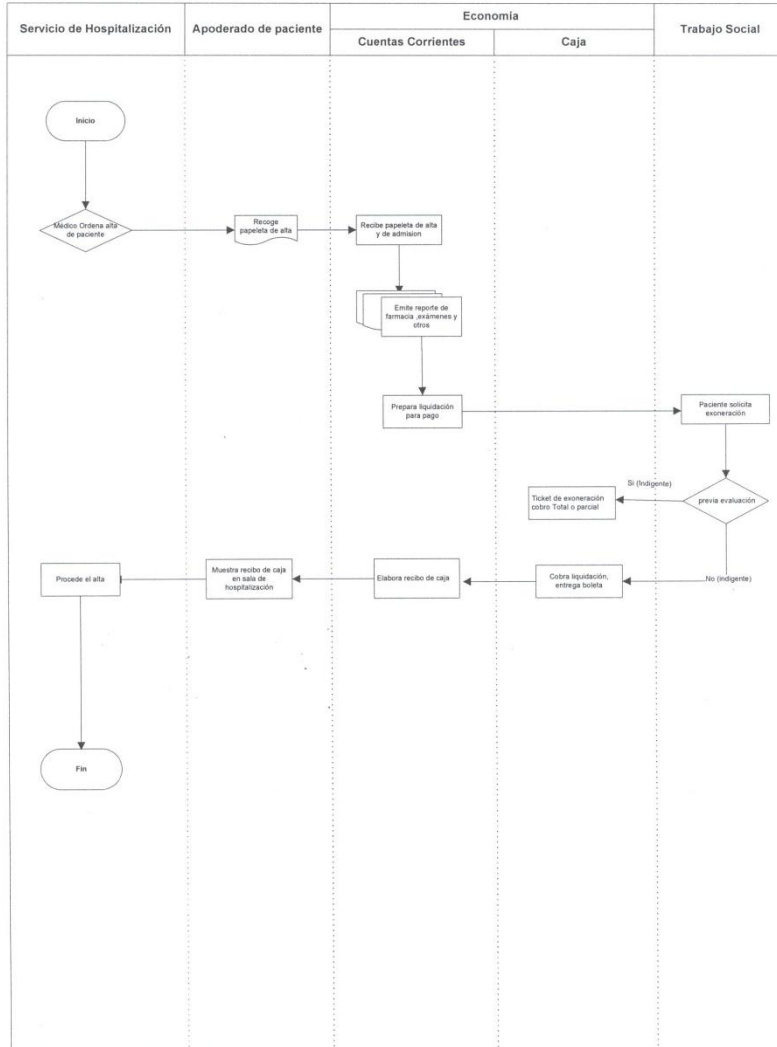 Servicio de Hospitalización
Apoderado de paciente
Economía
Cuentas Corrientes
Caja
Trabajo Social
Inicio
Médico Ordena alta
de paciente
Recoge
papeleta de alta
Recibe papeleta de alta
y de admision
Emite reporte de
farmacia ,exámenes y
otros
Prepara liquidación
para pago
Paciente solicita
exoneración
Si (Indigente)
previa evaluación
Ticket de exoneración
cobro Total o parcial
No (indigente)
Cobra liquidación,
entrega boleta
Elabora recibo de caja
Muestra recibo de caja
en sala de
hospitalización
Procede el alta
Fin